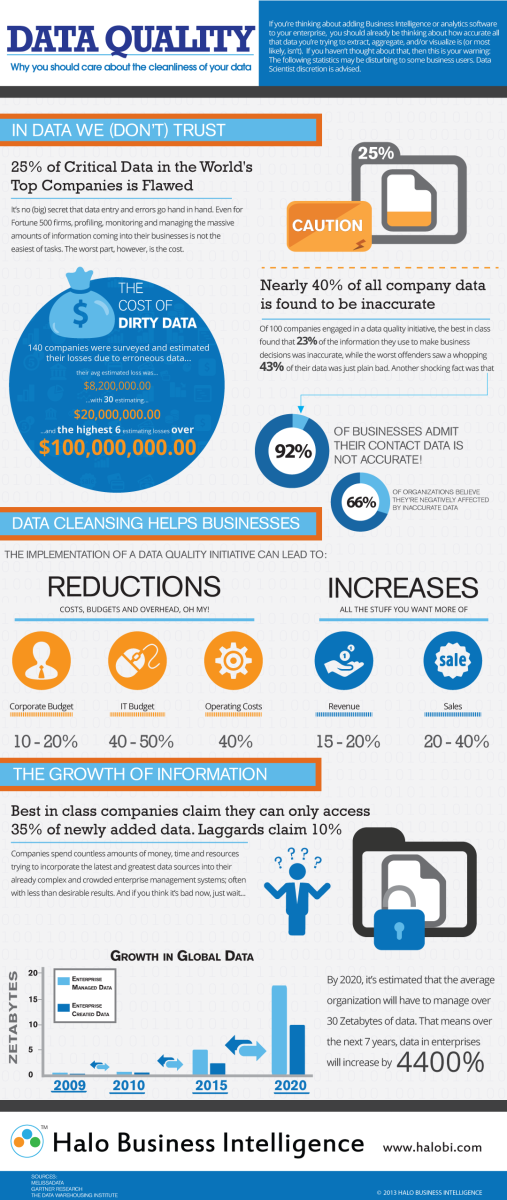 DATA QUALITY
Why you should care about the cleanliness of your data
If you're thinking about adding Business Intelligence or analytics software
to your enterprise, you should already be thinking about how accurate all
that data you're trying to extract, aggregate, and/or visualize is (or most
likely, isn't). If you haven't thought about that, then this is your warning:
The following statistics may be disturbing to some business users. Data
Scientist discretion is advised.
IN DATA WE (DON'T) TRUST
25% of Critical Data in the World's
Top Companies is Flawed
It's no (big) secret that data entry and errors go hand in hand. Even for
Fortune 500 firms, profiling, monitoring and managing the massive
amounts of information coming into their businesses is not the
easiest of tasks. The worst part, however, is the cost.
25%
CAUTION
THE
COST OF
DIRTY DATA
$
140 companies were surveyed and estimated
their losses due to erroneous data...
their avg estimated loss was...
$8,200,000.00
...with 30 estimating...
$20,000,000.00
...and the highest 6 estimating losses over
$100,000,000.00
Nearly 40% of all company data
is found to be inaccurate
Of 100 companies engaged in a data quality initiative, the best in class
found that 23% of the information they use to make business
decisions was inaccurate, while the worst offenders saw a whopping
43% of their data was just plain bad. Another shocking fact was that
92%
OF BUSINESSES ADMIT
THEIR CONTACT DATA IS
NOT ACCURATE!
66%
OF ORGANIZATIONS BELIEVE
THEY'RE NEGATIVELY AFFECTED
BY INACCURATE DATA
DATA CLEANSING HELPS BUSINESSES
THE IMPLEMENTATION OF A DATA QUALITY INITIATIVE CAN LEAD TO:
REDUCTIONS
COSTS, BUDGETS AND OVERHEAD, OH MY!
INCREASES
ALL THE STUFF YOU WANT MORE OF
sale
Corporate Budget
IT Budget
Operating Costs
Revenue
Sales
10 - 20%
40 - 50%
40%
15 - 20%
20 - 40%
THE GROWTH OF INFORMATION
Best in class companies claim they can only access
35% of newly added data. Laggards claim 10%
Companies spend countless amounts of money, time and resources
trying to incorporate the latest and greatest data sources into their
already complex and crowded enterprise management systems; often
with less than desirable results. And if you think it's bad now, just wait...
? ? ? ?
GROWTH IN GLOBAL DATA
ZETABYTES
20
15
10
5
0
ENTERPRISE
MANAGED DATA
ENTERPRISE
CREATED DATA
2009
2010
2015
2020
By 2020, it's estimated that the average
organization will have to manage over
30 Zetabytes of data. That means over
the next 7 years, data in enterprises
will increase by 4400%
TM
Halo Business Intelligence
www.halobi.com
SOURCES:
MELISSADATA
GARTNEY RESEARCH
THE DATA WAREHOUSING INSTITUTE
© 2013 HALO BUSINESS INTELLIGENCE